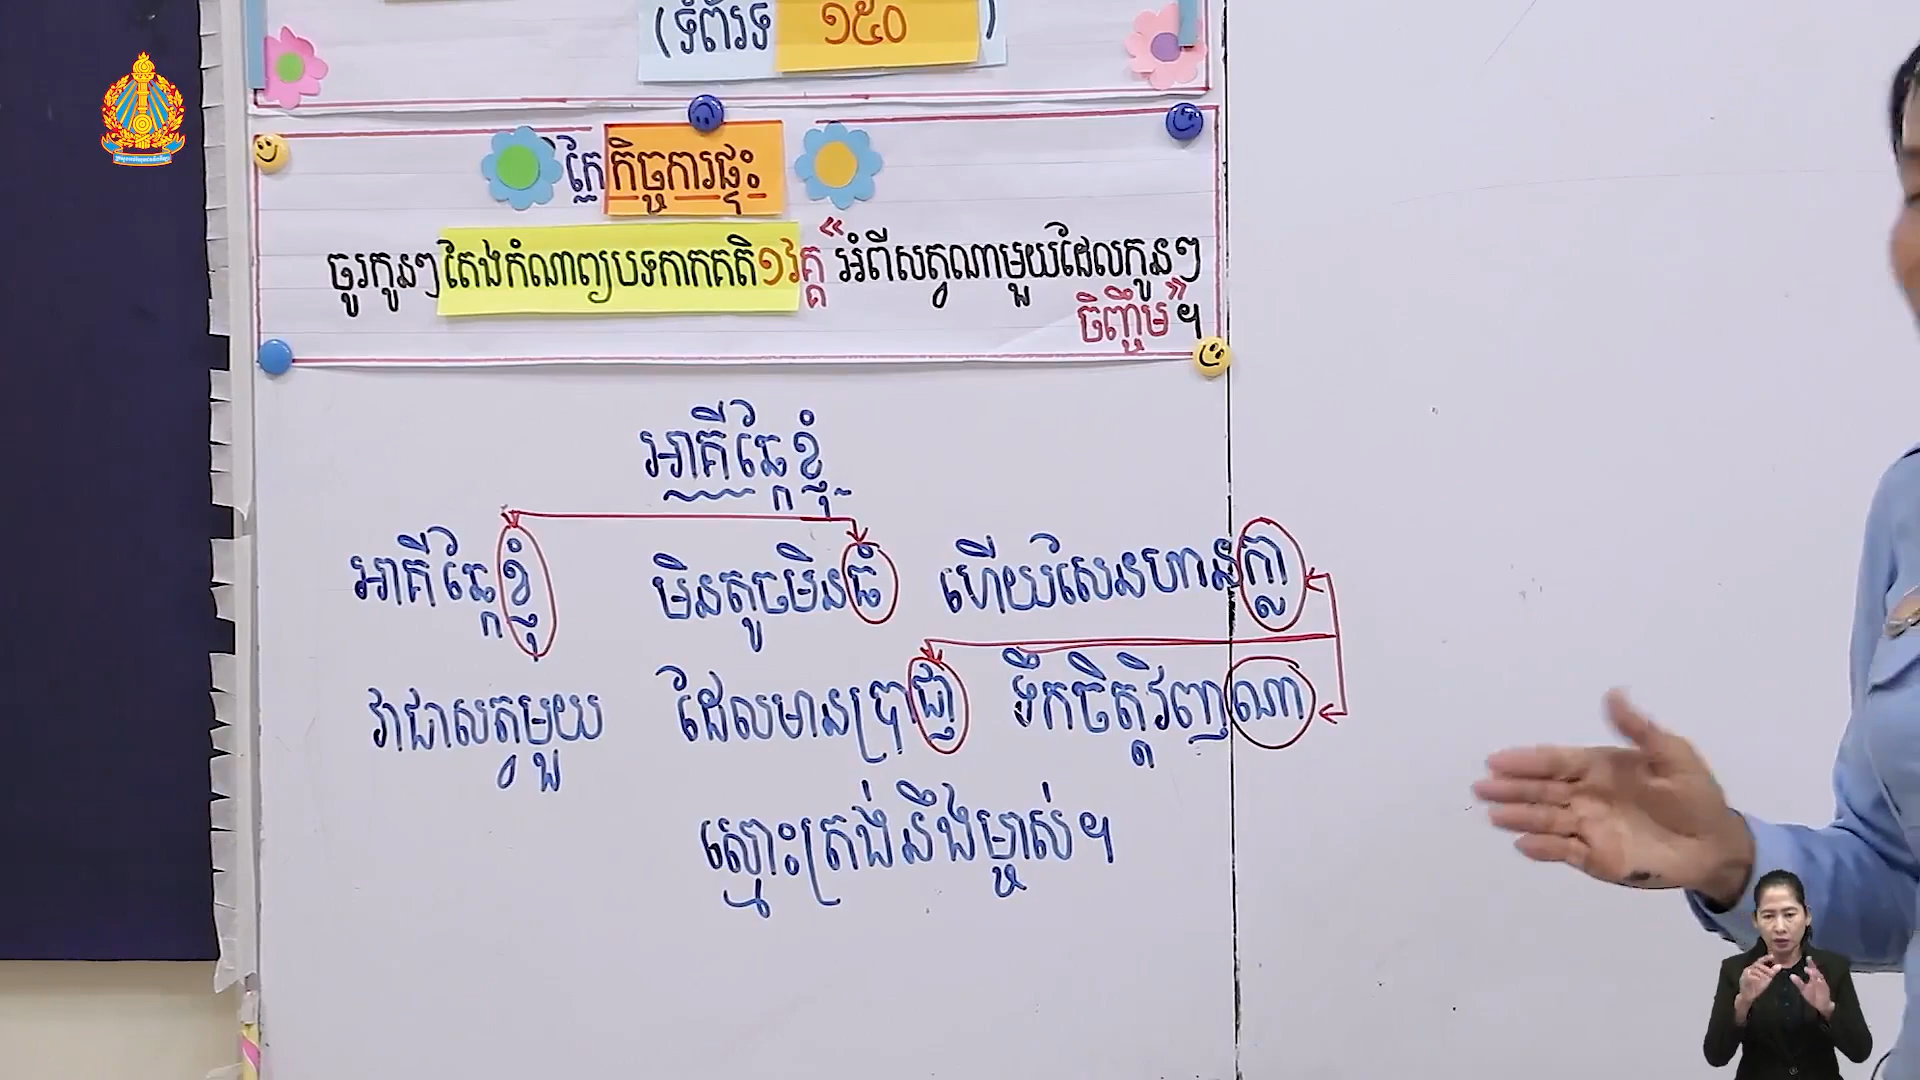 (ទំព័រទី ១៥០ )
កែកិច្ចការផ្ទះ
ចូរកូនៗតែងកំណាព្យបទកាកគតិ១វគ្គ “អំពីសត្វណាមួយដែលកូនៗ
ចិញ្ចឹម”។
អាគីឆ្កែខ្ញុំ
អាគីឆ្កែខ្ញុំ មិនតូចមិនធំ ហើយសែនហានក្លា
វាជាសត្វមួយ ដែលមានប្រាជ្ញា ទឹកចិត្តវិញ្ញាណា
ស្មោះត្រង់នឹងម្ចាស់។